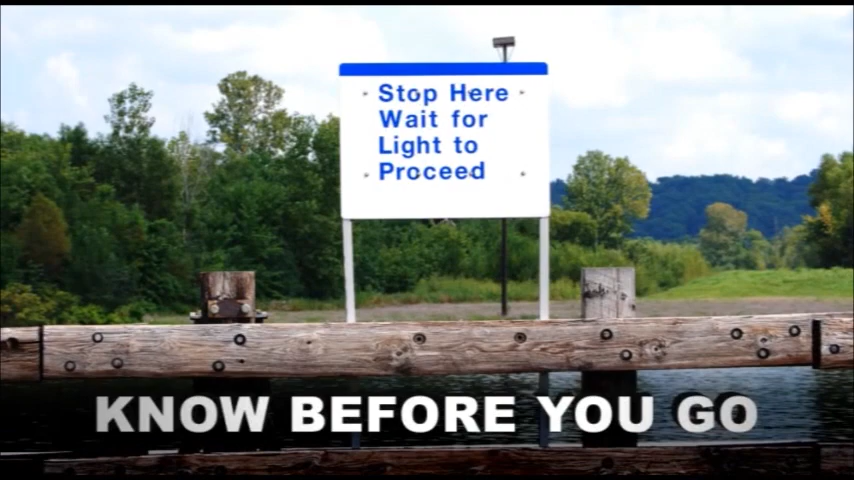 Stop Here
Wait for
Light to
Proceed
KNOW BEFORE YOU GO